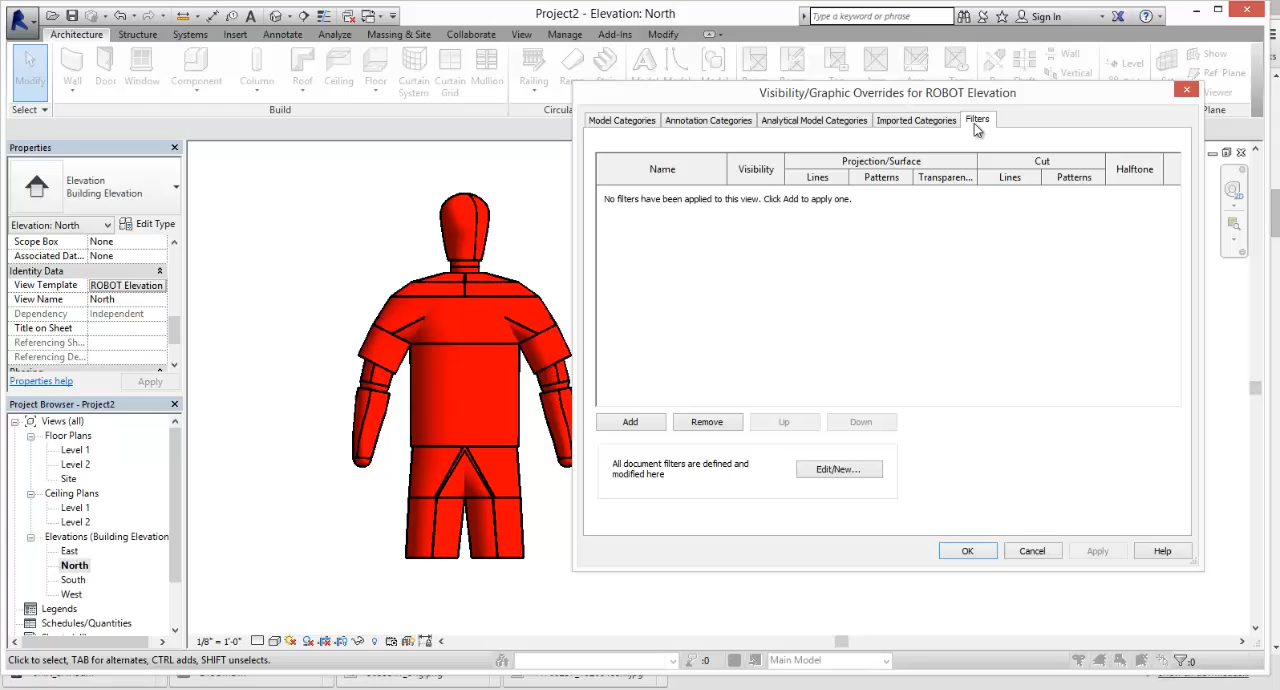 Project2 - Elevation: North
Type a keyword or phrase
Sign In
Architecture Structure Systems Insert Annotate Analyze Massing & Site Collaborate View Manage Add-Ins Modify
Modify Wall Door Window Component Column Roof Ceiling Floor Curtain System Curtain Grid Mullion Railing Ramp Stair
Wall
Vertical
Level
Show
Ref Plane
Viewer
Select
Build
Circula
Plane
Visibility/Graphic Overrides for ROBOT Elevation
Model Categories Annotation Categories Analytical Model Categories Imported Categories Filters
Name Visibility Projection/Surface Cut Halftone
Lines Patterns Transparen... Lines Patterns
No filters have been applied to this view. Click Add to apply one.
Add Remove Up Down
All document filters are defined and
modified here
Edit/New...
OK Cancel Apply Help
Properties
Elevation
Building Elevation
Elevation: North Edit Type
Scope Box None
Associated Dat... None
Identity Data
View Template ROBOT Elevation
View Name North
Dependency Independent
Title on Sheet
Referencing Sh...
Referencing De...
Properties help Apply
Project Browser - Project2
Views (all)
Floor Plans
Level 1
Level 2
Site
Ceiling Plans
Level 1
Level 2
Elevations (Building Elevation
East
North
South
West
Legends
Schedules/Quantities
1/8" = 1'-0"
Click to select, TAB for alternates, CTRL adds, SHIFT unselects.
:0
Main Model
:0